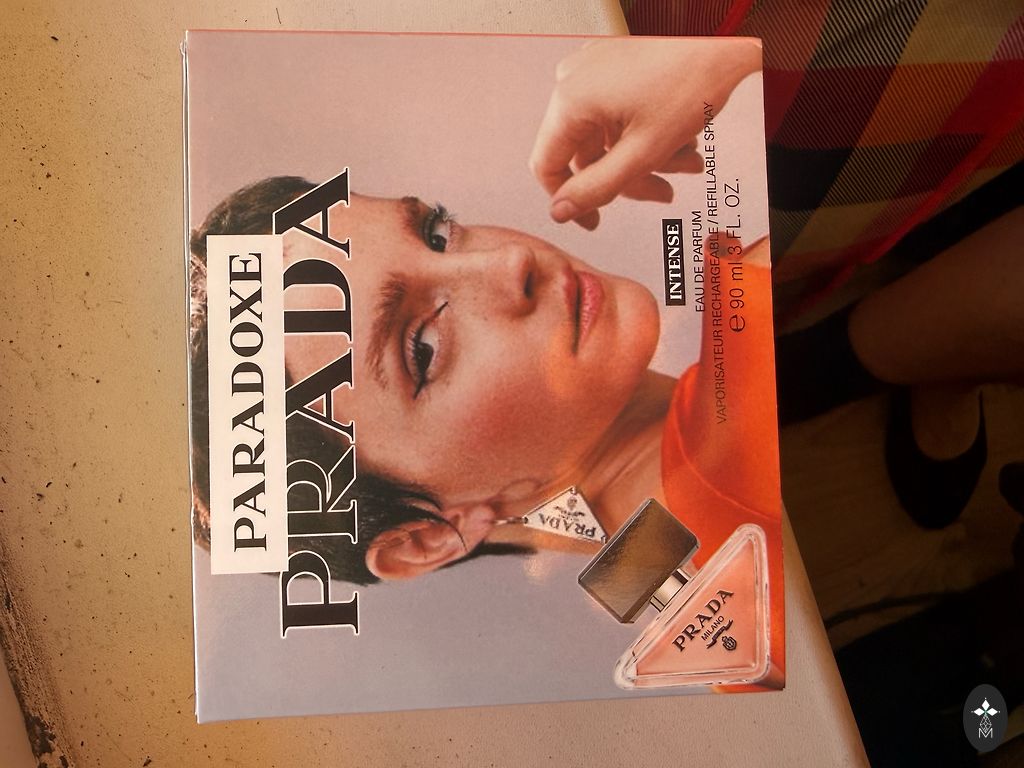 PARADOXE
PRADA
INTENSE
EAU DE PARFUM
VAPORISATEUR RECHARGEABLE / REFILLABLE SPRAY
℮ 90 ml 3 FL. OZ.
PRADA
PRADA
MILANO
M